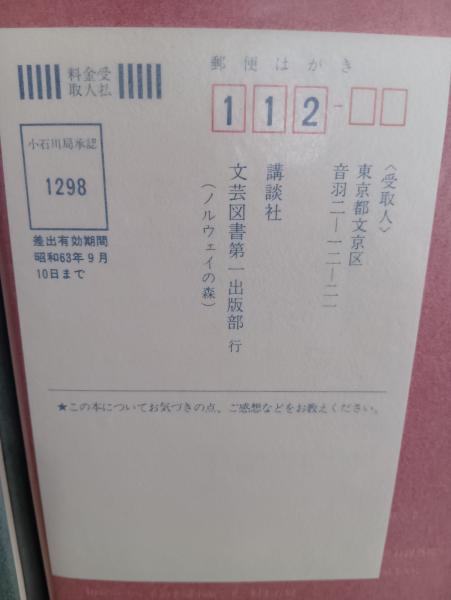 郵便はがき
料金受
取人払
112-
小石川局承認
1298
差出有効期間
昭和63年9月
10日まで
〈受取人〉
東京都文京区
音羽二―一二―二一
講談社
文芸図書第一出版部 行
(ノルウェイの森)
★この本についてお気づきの点、ご感想などをお教えください。